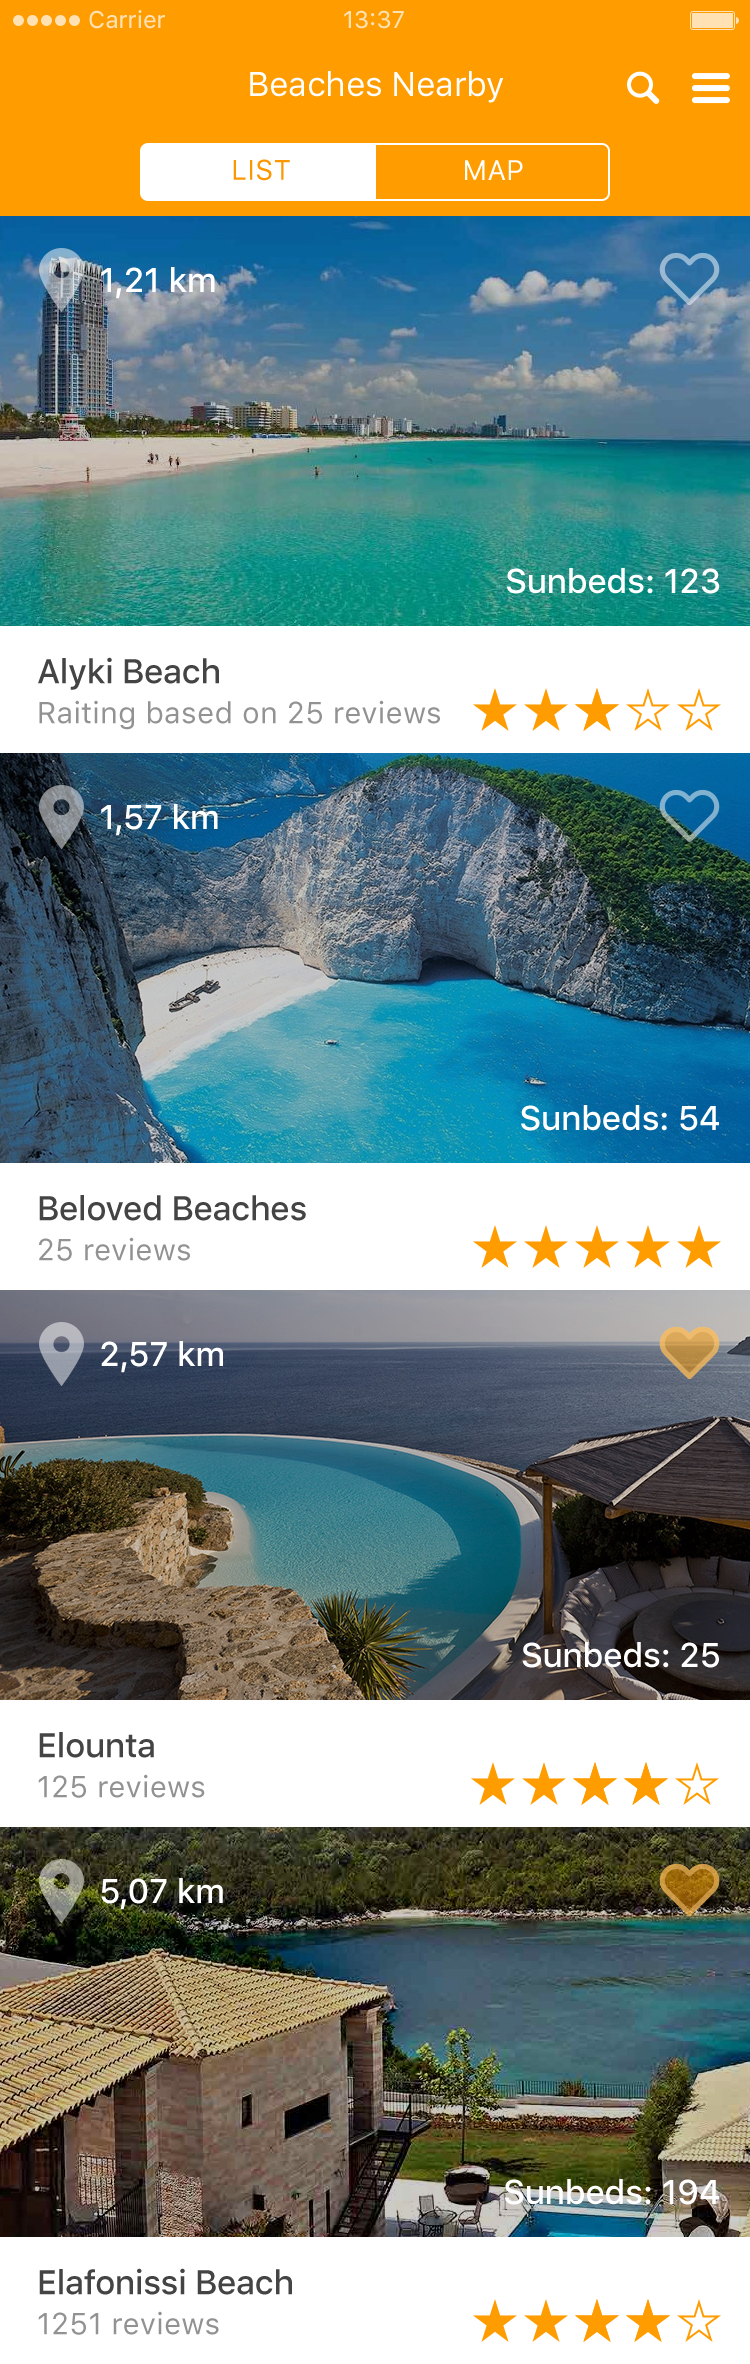 Carrier
13:37
Beaches Nearby
LIST
MAP
1,21 km
Sunbeds: 123
Alyki Beach
Raiting based on 25 reviews
1,57 km
Sunbeds: 54
Beloved Beaches
25 reviews
2,57 km
Sunbeds: 25
Elounta
125 reviews
5,07 km
Sunbeds: 194
Elafonissi Beach
1251 reviews